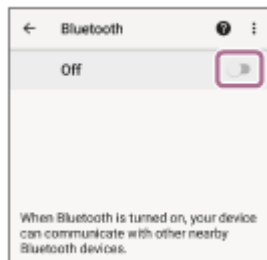 Bluetooth
Off
When Bluetooth is turned on, your device
can communicate with other nearby
Bluetooth devices.